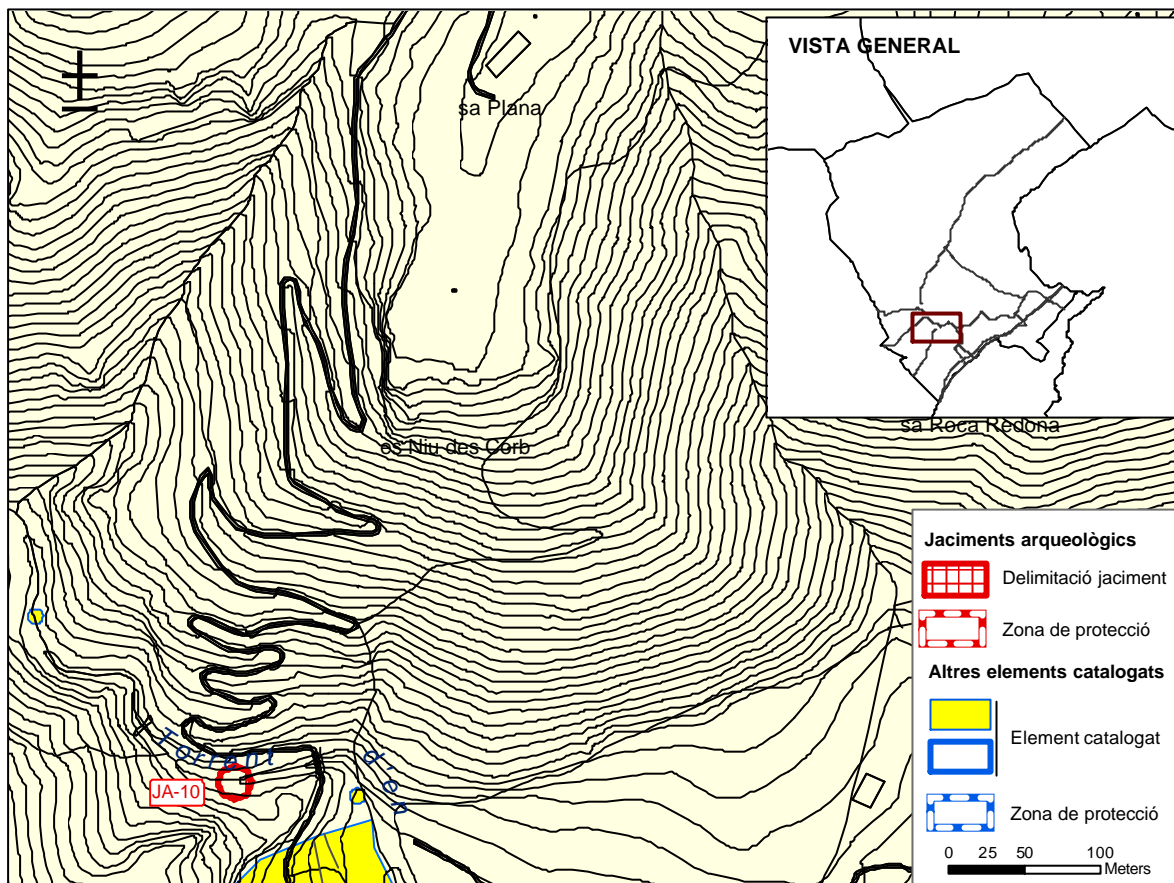 VISTA GENERAL
sa Plana
sa Roca Redona
es Niu des Corb
Jaciments arqueològics
Delimitació jaciment
Zona de protecció
Altres elements catalogats
Element catalogat
Zona de protecció
Torrent d'en
JA-10
0 25 50 100
Meters